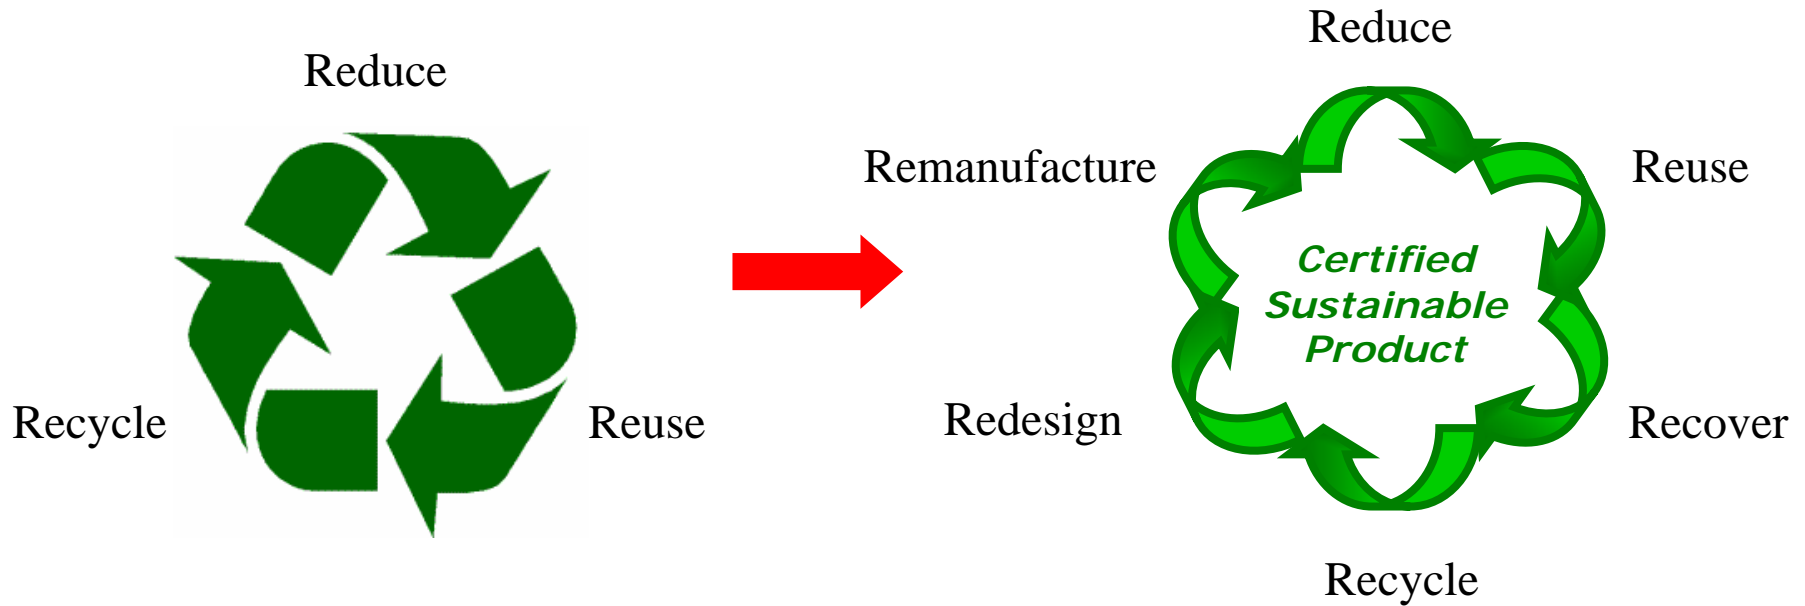 Reduce
Recycle
Reuse
Reduce
Remanufacture
Reuse
Certified
Sustainable
Product
Redesign
Recover
Recycle